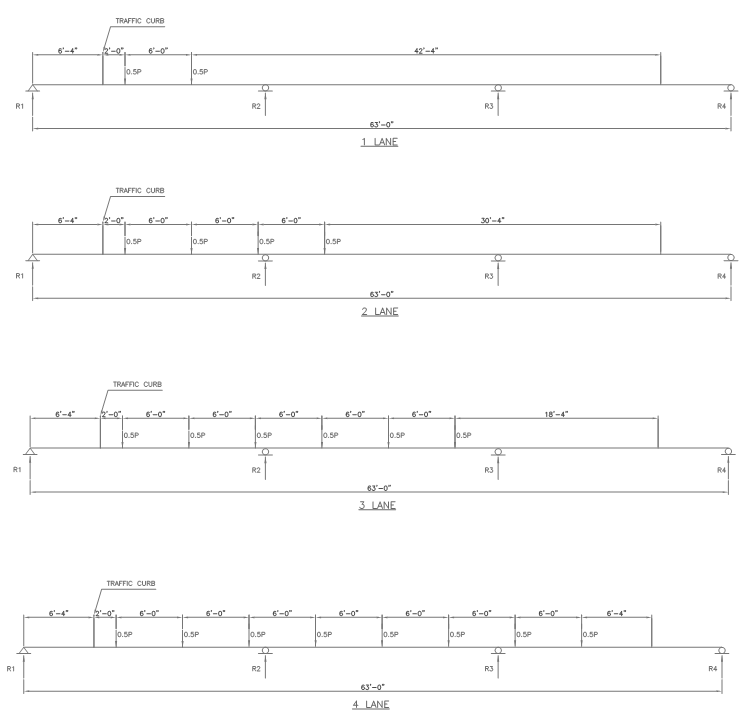 TRAFFIC CURB
6'-4" 2'-0" 6'-0" 42'-4"
0.5P 0.5P
R1 R2 R3 R4
63'-0"
1 LANE
TRAFFIC CURB
6'-4" 2'-0" 6'-0" 6'-0" 6'-0" 30'-4"
0.5P 0.5P 0.5P 0.5P
R1 R2 R3 R4
63'-0"
2 LANE
TRAFFIC CURB
6'-4" 2'-0" 6'-0" 6'-0" 6'-0" 6'-0" 6'-0" 18'-4"
0.5P 0.5P 0.5P 0.5P 0.5P 0.5P
R1 R2 R3 R4
63'-0"
3 LANE
TRAFFIC CURB
6'-4" 2'-0" 6'-0" 6'-0" 6'-0" 6'-0" 6'-0" 6'-0" 6'-0" 6'-4"
0.5P 0.5P 0.5P 0.5P 0.5P 0.5P 0.5P 0.5P
R1 R2 R3 R4
63'-0"
4 LANE